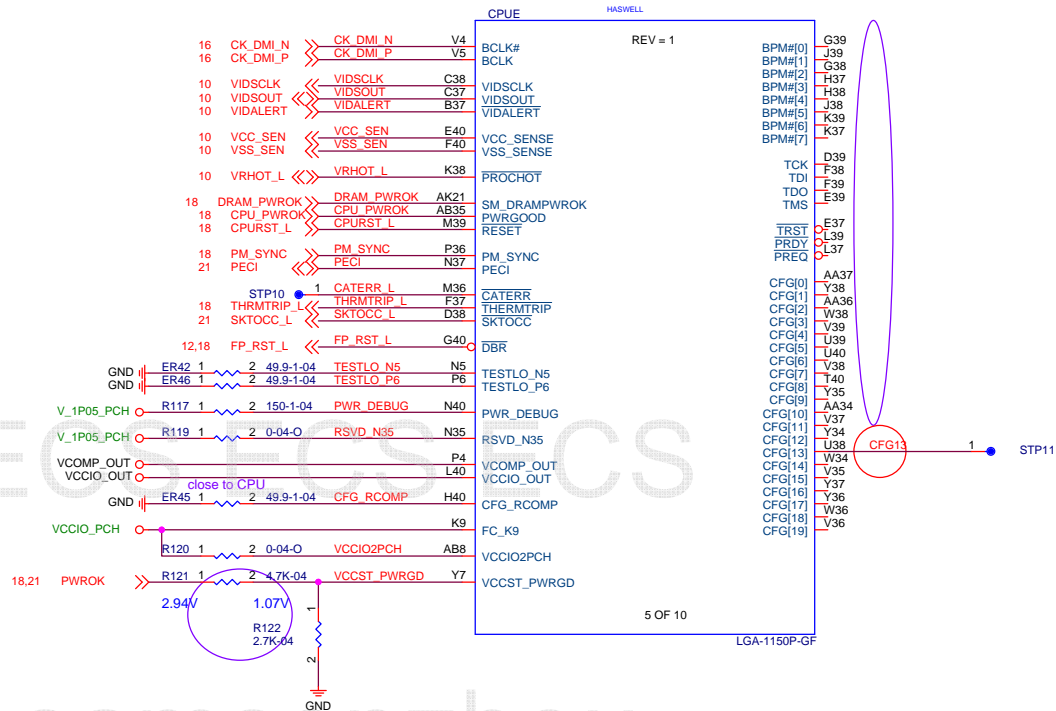 HASWELL
CPUE
REV = 1
16 CK_DMI_N CK_DMI_N V4 BCLK#
16 CK_DMI_P CK_DMI_P V5 BCLK
10 VIDSCLK VIDSCLK C38 VIDSCLK
10 VIDSOUT VIDSOUT C37 VIDSOUT
10 VIDALERT VIDALERT B37 VIDALERT
10 VCC_SEN VCC_SEN E40 VCC_SENSE
10 VSS_SEN VSS_SEN F40 VSS_SENSE
10 VRHOT_L VRHOT_L K38 PROCHOT
18 DRAM_PWROK DRAM_PWROK AK21 SM_DRAMPWROK
18 CPU_PWROK CPU_PWROK AB35 PWRGOOD
18 CPURST_L CPURST_L M39 RESET
18 PM_SYNC PM_SYNC P36 PM_SYNC
21 PECI PECI N37 PECI
STP10 1 CATERR_L M36 CATERR
18 THRMTRIP_L THRMTRIP_L F37 THERMTRIP
21 SKTOCC_L SKTOCC_L D38 SKTOCC
12,18 FP_RST_L FP_RST_L G40 DBR
GND ER42 1 2 49.9-1-04 TESTLO_N5 N5 TESTLO_N5
GND ER46 1 2 49.9-1-04 TESTLO_P6 P6 TESTLO_P6
V_1P05_PCH R117 1 2 150-1-04 PWR_DEBUG N40 PWR_DEBUG
V_1P05_PCH R119 1 2 0-04-O RSVD_N35 N35 RSVD_N35
VCOMP_OUT P4 VCOMP_OUT
VCCIO_OUT L40 VCCIO_OUT
close to CPU
GND ER45 1 2 49.9-1-04 CFG_RCOMP H40 CFG_RCOMP
VCCIO_PCH K9 FC_K9
R120 1 2 0-04-O VCCIO2PCH AB8 VCCIO2PCH
18,21 PWROK R121 1 2 4.7K-04 VCCST_PWRGD Y7 VCCST_PWRGD
2.94V 1.07V
1
R122
2.7K-04
2
GND
BPM#[0] G39
BPM#[1] J39
BPM#[2] G38
BPM#[3] H37
BPM#[4] H38
BPM#[5] J38
BPM#[6] K39
BPM#[7] K37
TCK D39
TDI F38
TDO F39
TMS E39
TRST E37
PRDY L39
PREQ L37
CFG[0] AA37
CFG[1] Y38
CFG[2] AA36
CFG[3] W38
CFG[4] V39
CFG[5] U39
CFG[6] U40
CFG[7] V38
CFG[8] T40
CFG[9] Y35
CFG[10] AA34
CFG[11] V37
CFG[12] Y34
CFG[13] U38 CFG13 1 STP11
CFG[14] W34
CFG[15] V35
CFG[16] Y37
CFG[17] Y36
CFG[18] W36
CFG[19] V36
5 OF 10
LGA-1150P-GF
ECS ECS ECS